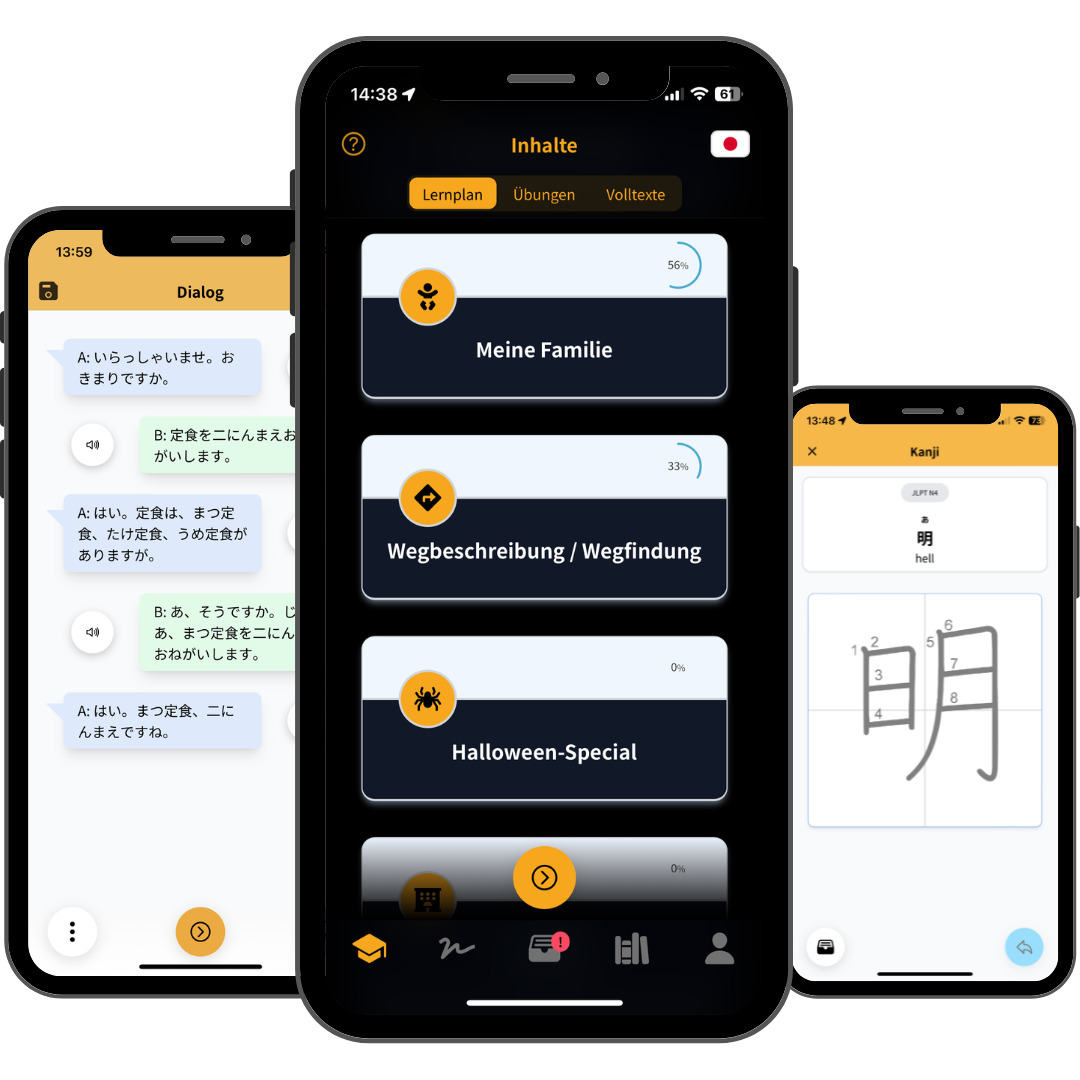 13:59
Dialog
A: いらっしゃいませ。お
きまりですか。
B: 定食を二にんまえお
がいします。
A: はい。定食は、まつ定
食、たけ定食、うめ定食が
ありますが。
B: あ、そうですか。じ
あ、まつ定食を二にん
おねがいします。
A: はい。まつ定食、二に
んまえですね。
14:38
61
?
Inhalte
Lernplan
Übungen
Volltexte
56%
Meine Familie
33%
Wegbeschreibung / Wegfindung
0%
Halloween-Special
0%
!
13:48
73
Kanji
JLPT N4
あ
明
hell
明
1
2
3
4
5
6
7
8